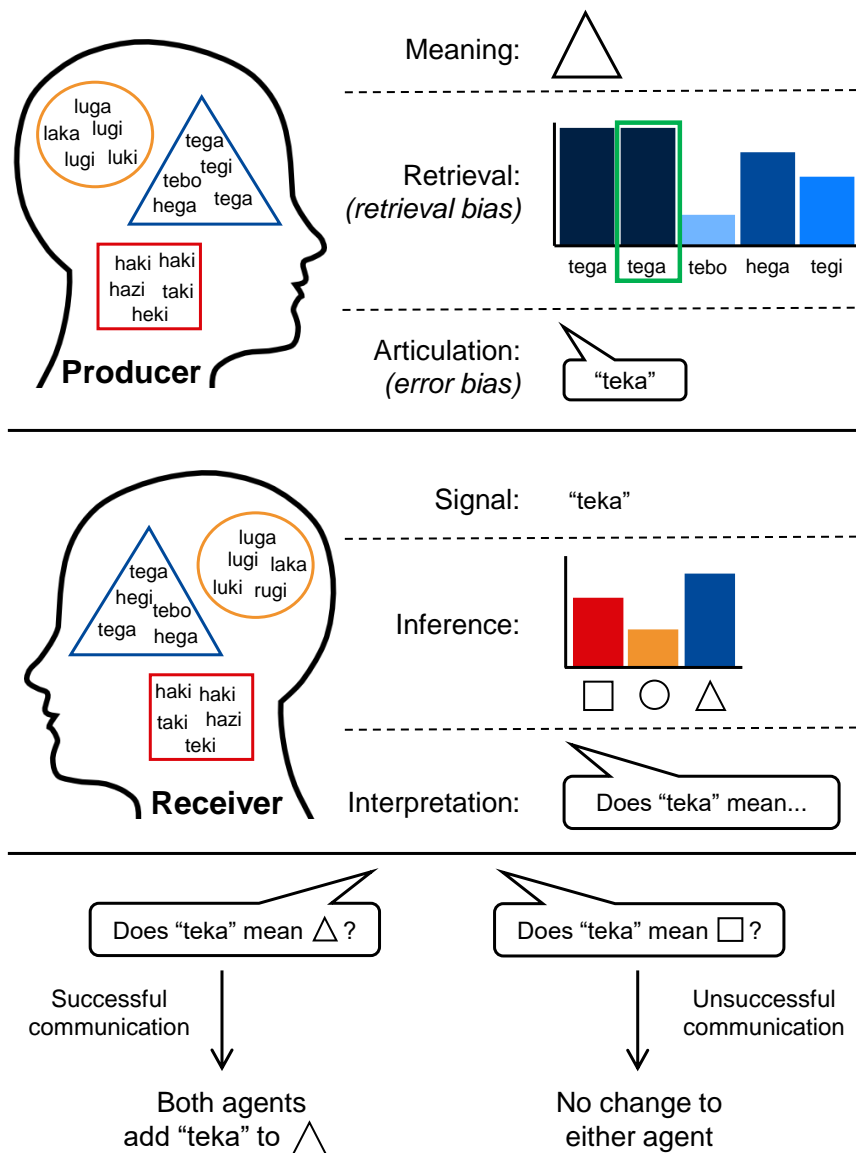 Meaning:
luga
laka lugi
lugi luki
tega
tegi
tebo
tega
hega
Retrieval:
(retrieval bias)
tega tega tebo hega tegi
haki haki
hazi taki
heki
Producer
Articulation:
(error bias)
“teka”
Signal: “teka”
luga
lugi laka
luki rugi
tega
hegi
tebo
tega
hega
Inference:
haki haki
taki hazi
teki
Receiver
Interpretation:
Does “teka” mean...
Does “teka” mean ?
Does “teka” mean ?
Successful
communication
Unsuccessful
communication
Both agents
add “teka” to
No change to
either agent